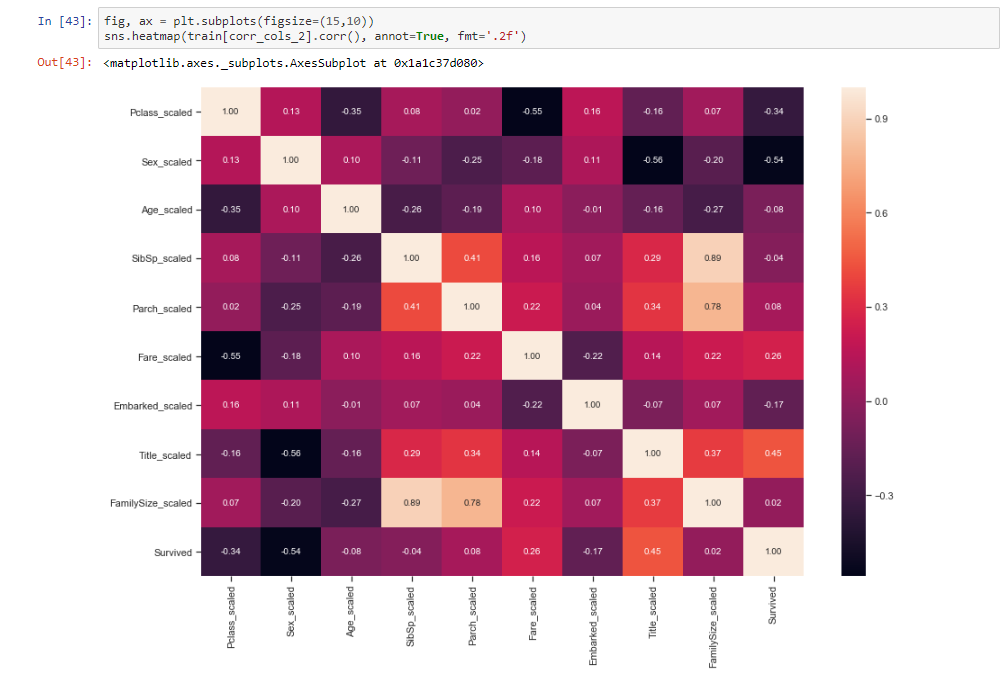 In [43]: fig, ax = plt.subplots(figsize=(15,10))
sns.heatmap(train[corr_cols_2].corr(), annot=True, fmt='.2f')
Out[43]: <matplotlib.axes._subplots.AxesSubplot at 0x1a1c37d080>
Pclass_scaled 1.00 0.13 -0.35 0.08 0.02 -0.55 0.16 -0.16 0.07 -0.34
Sex_scaled 0.13 1.00 0.10 -0.11 -0.25 -0.18 0.11 -0.56 -0.20 -0.54
Age_scaled -0.35 0.10 1.00 -0.26 -0.19 0.10 -0.01 -0.16 -0.27 -0.08
SibSp_scaled 0.08 -0.11 -0.26 1.00 0.41 0.16 0.07 0.29 0.89 -0.04
Parch_scaled 0.02 -0.25 -0.19 0.41 1.00 0.22 0.04 0.34 0.78 0.08
Fare_scaled -0.55 -0.18 0.10 0.16 0.22 1.00 -0.22 0.14 0.22 0.26
Embarked_scaled 0.16 0.11 -0.01 0.07 0.04 -0.22 1.00 -0.07 0.07 -0.17
Title_scaled -0.16 -0.56 -0.16 0.29 0.34 0.14 -0.07 1.00 0.37 0.45
FamilySize_scaled 0.07 -0.20 -0.27 0.89 0.78 0.22 0.07 0.37 1.00 0.02
Survived -0.34 -0.54 -0.08 -0.04 0.08 0.26 -0.17 0.45 0.02 1.00
Pclass_scaled
Sex_scaled
Age_scaled
SibSp_scaled
Parch_scaled
Fare_scaled
Embarked_scaled
Title_scaled
FamilySize_scaled
Survived
0.9
0.6
0.3
0.0
-0.3